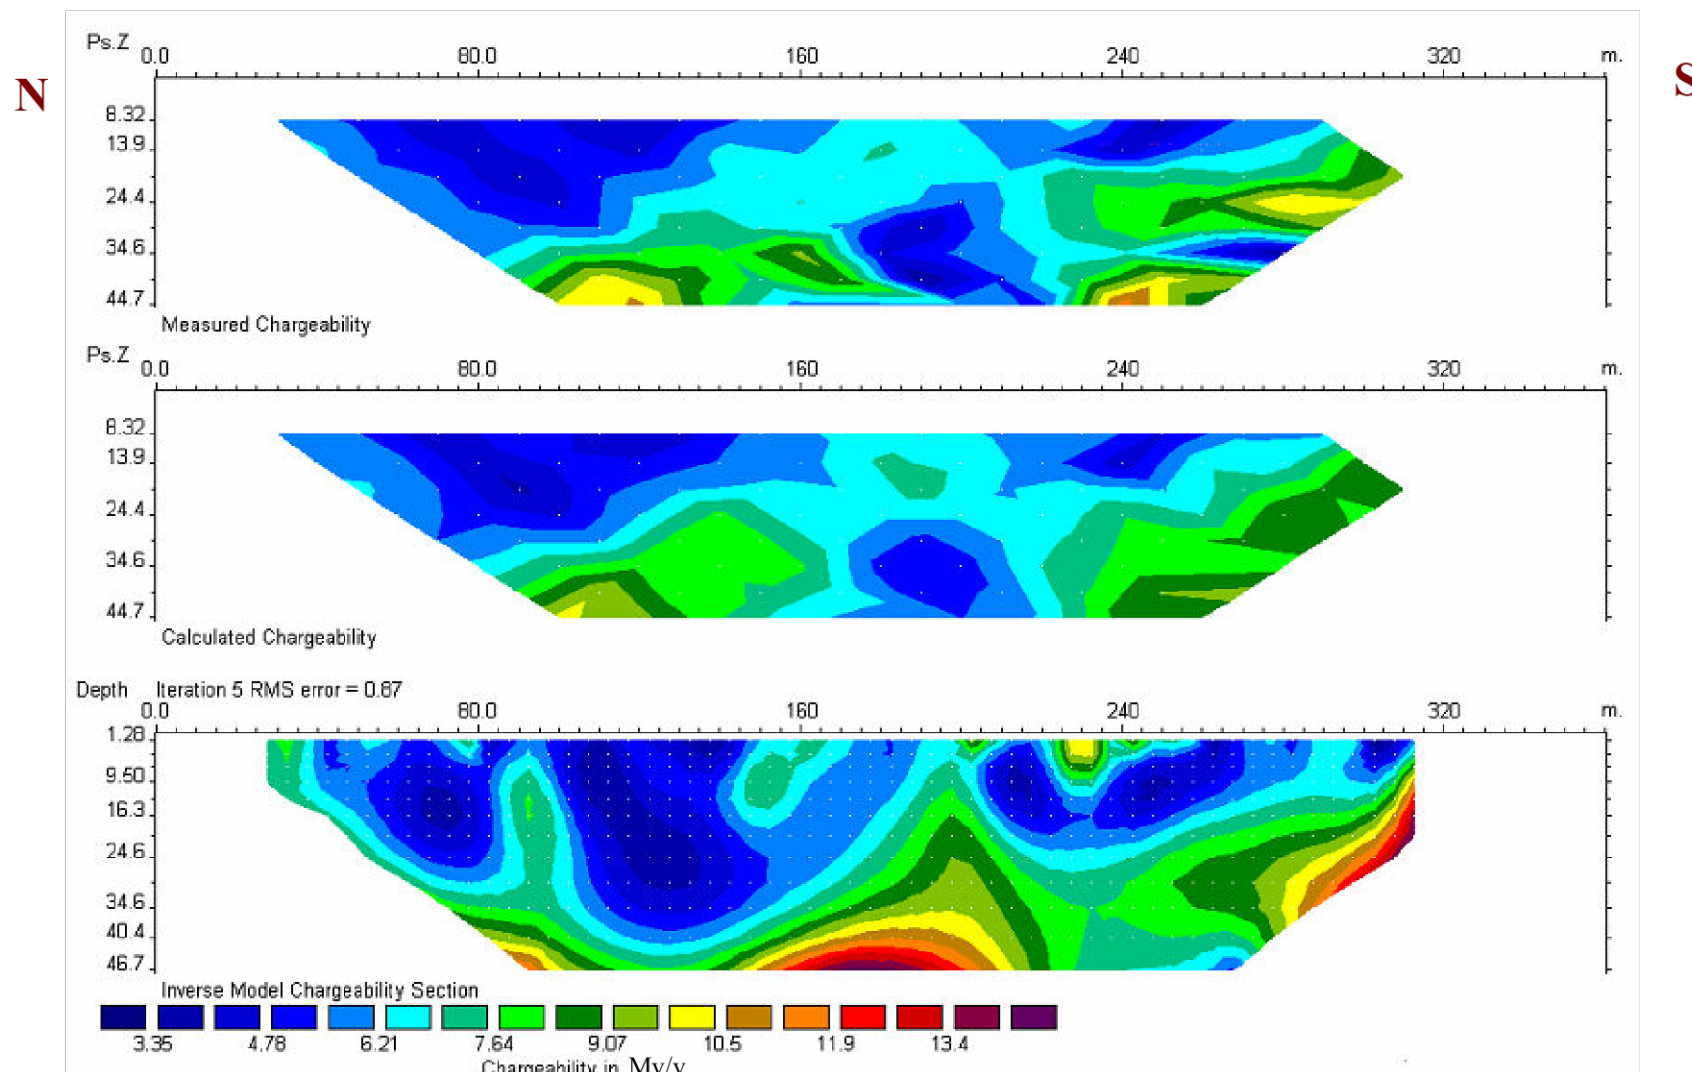 N
S
Ps.Z 0.0 80.0 160 240 320 m.
8.32
13.9
24.4
34.6
44.7
Measured Chargeability
Ps.Z 0.0 80.0 160 240 320 m.
8.32
13.9
24.4
34.6
44.7
Calculated Chargeability
Depth Iteration 5 RMS error = 0.87
0.0 80.0 160 240 320 m.
1.28
9.50
16.3
24.6
34.6
40.4
46.7
Inverse Model Chargeability Section
3.35 4.78 6.21 7.64 9.07 10.5 11.9 13.4
Chargeability in Mv/v